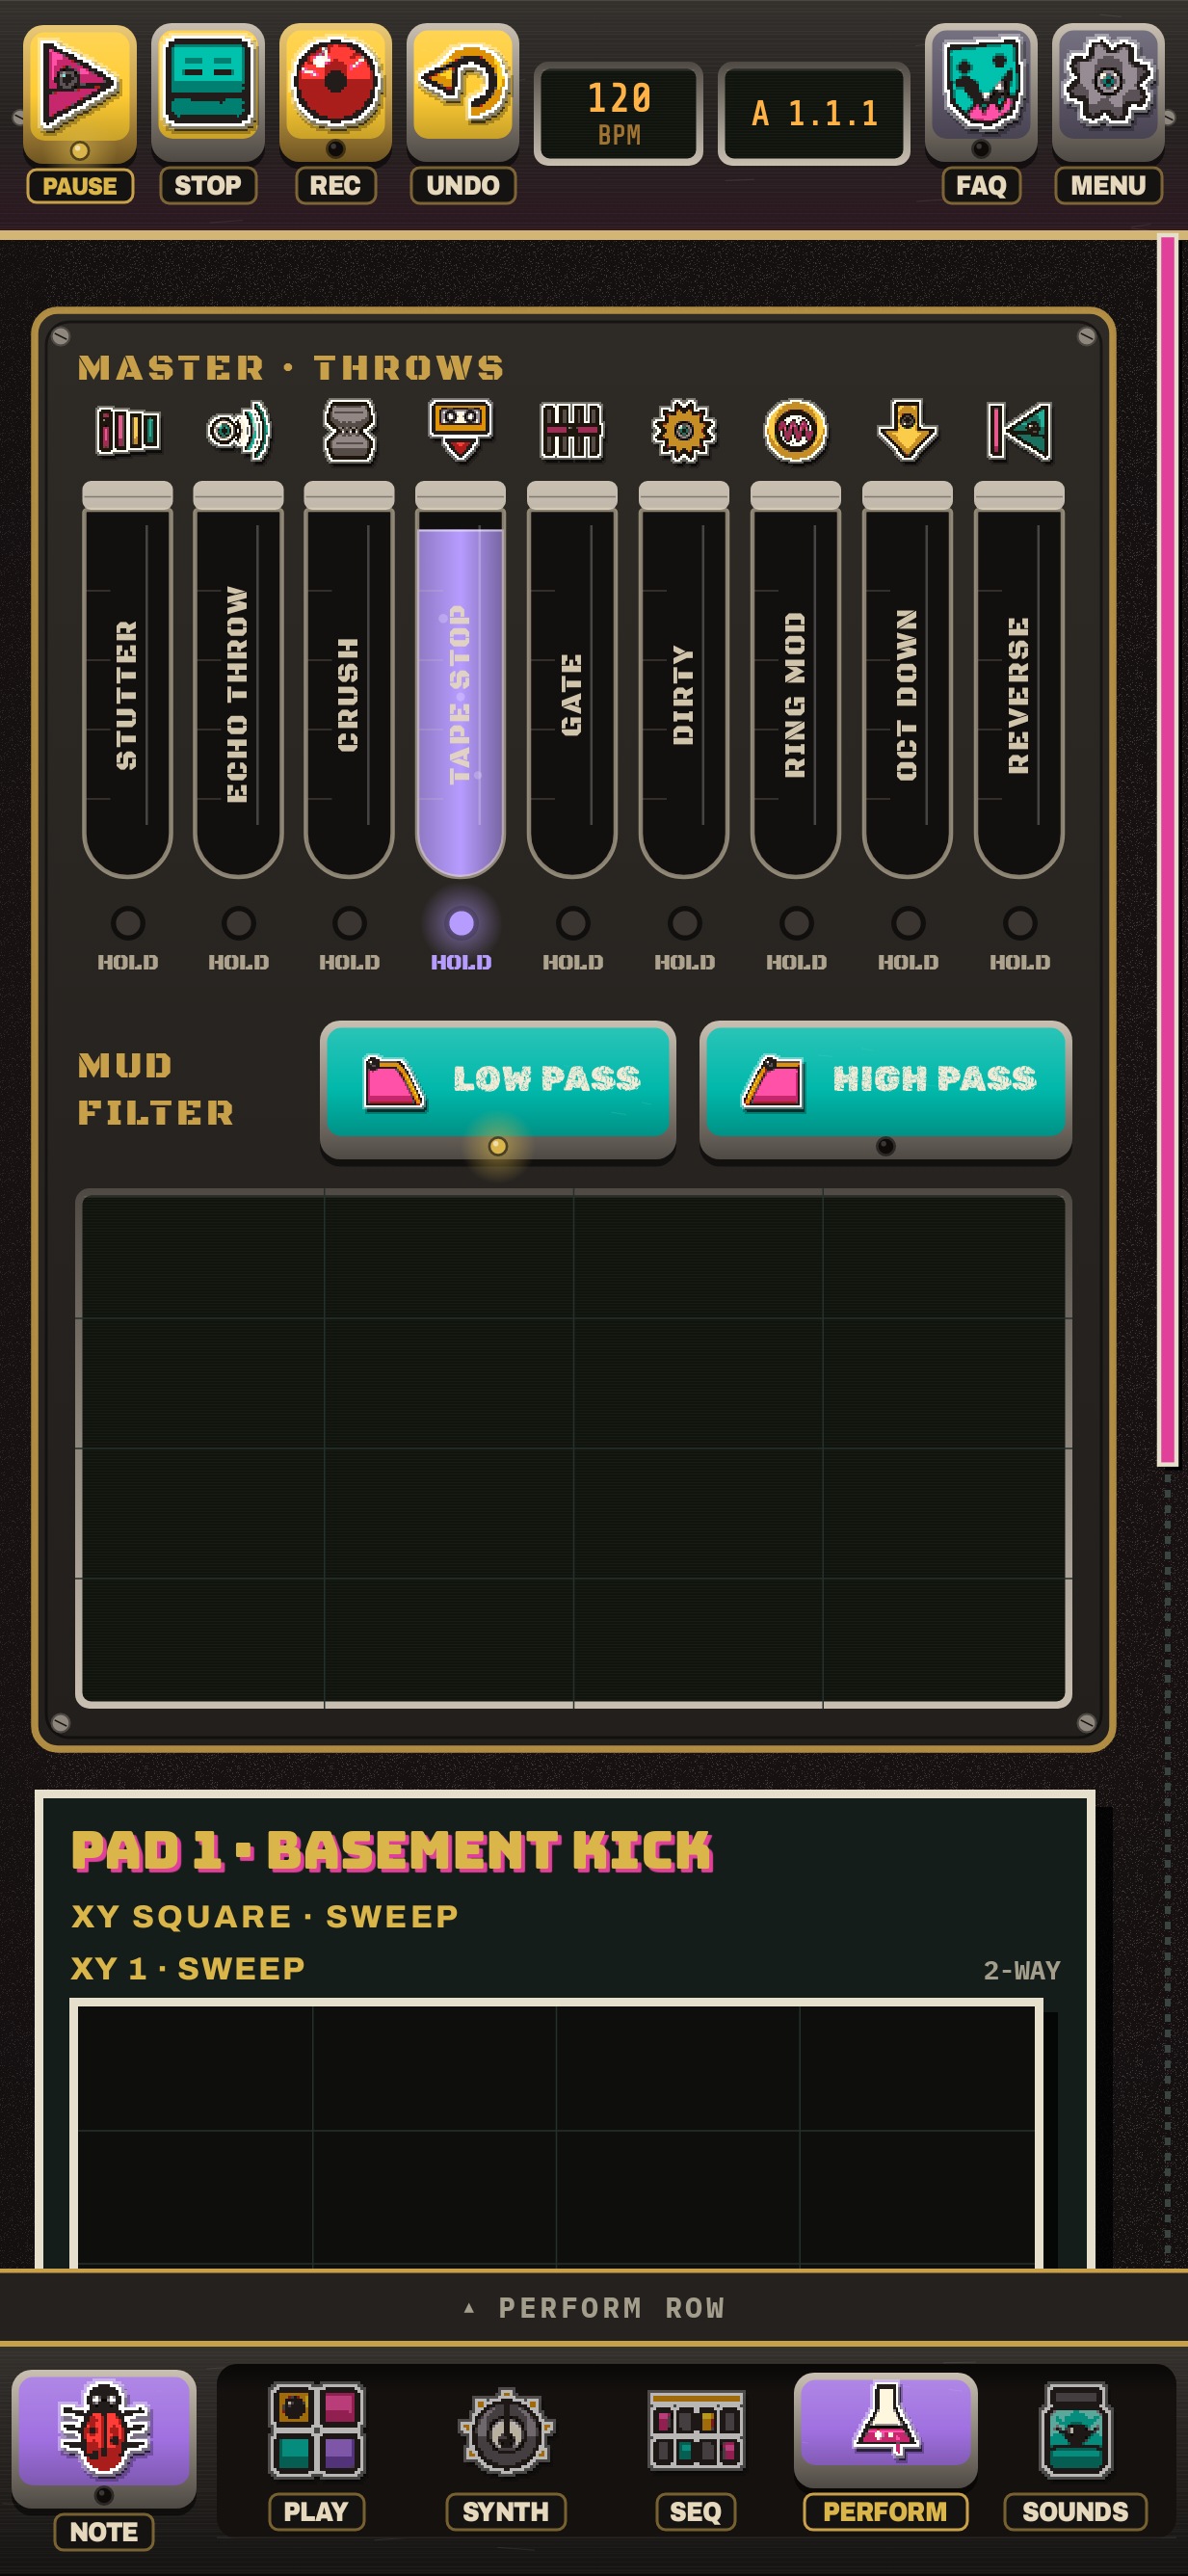 120
BPM
A 1.1.1
PAUSE STOP REC UNDO FAQ MENU
MASTER · THROWS
STUTTER
ECHO THROW
CRUSH
TAPE STOP
GATE
DIRTY
RING MOD
OCT DOWN
REVERSE
HOLD HOLD HOLD HOLD HOLD HOLD HOLD HOLD HOLD
MUD
FILTER
LOW PASS
HIGH PASS
PAD 1 · BASEMENT KICK
XY SQUARE · SWEEP
XY 1 · SWEEP 2-WAY
▲ PERFORM ROW
NOTE PLAY SYNTH SEQ PERFORM SOUNDS